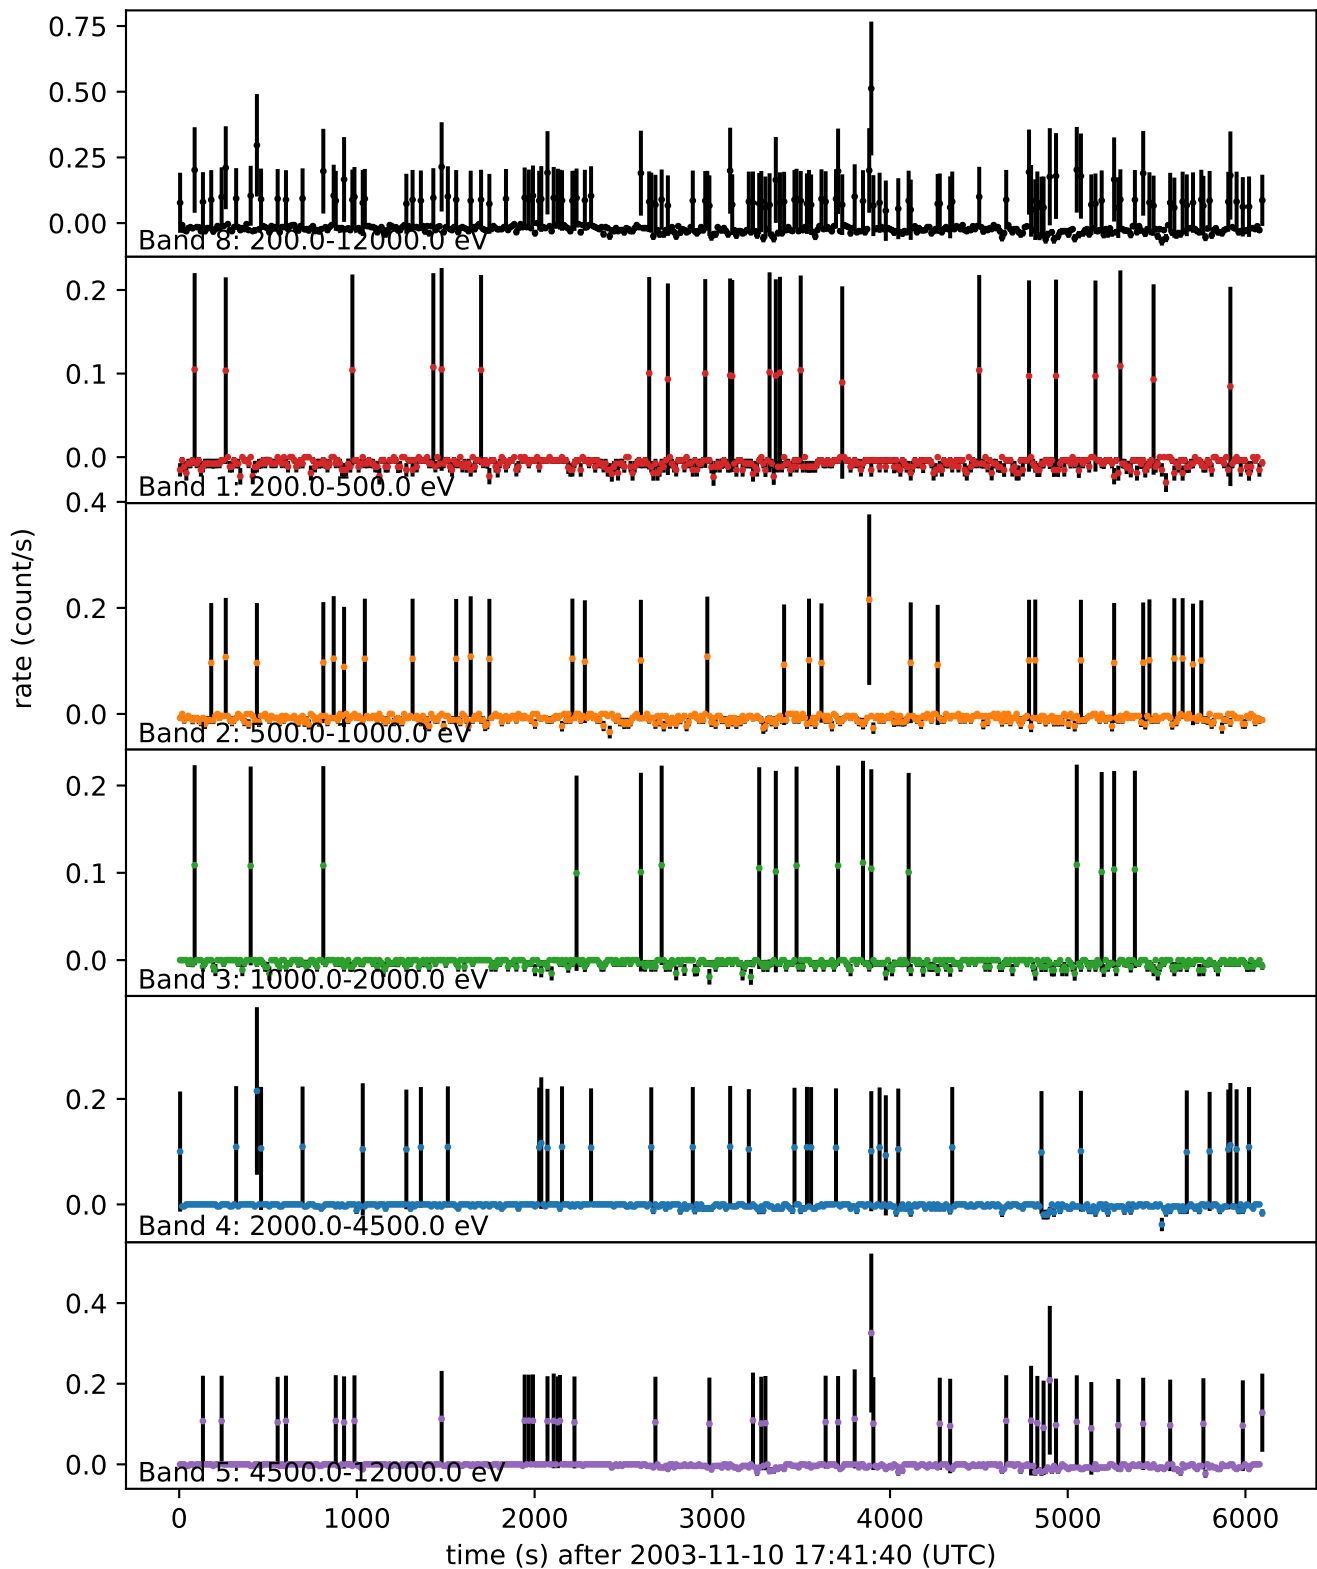 0.75
0.50
0.25
0.00
Band 8: 200.0-12000.0 eV
0.2
0.1
0.0
Band 1: 200.0-500.0 eV
0.4
0.2
0.0
Band 2: 500.0-1000.0 eV
rate (count/s)
0.2
0.1
0.0
Band 3: 1000.0-2000.0 eV
0.2
0.0
Band 4: 2000.0-4500.0 eV
0.4
0.2
0.0
Band 5: 4500.0-12000.0 eV
0 1000 2000 3000 4000 5000 6000
time (s) after 2003-11-10 17:41:40 (UTC)